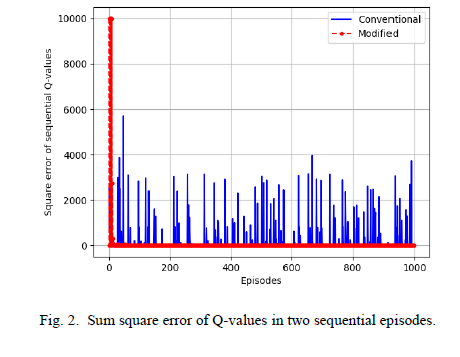 10000
8000
6000
4000
2000
0
Square error of sequential Q-values
Conventional
Modified
0 200 400 600 800 1000
Episodes
Fig. 2. Sum square error of Q-values in two sequential episodes.